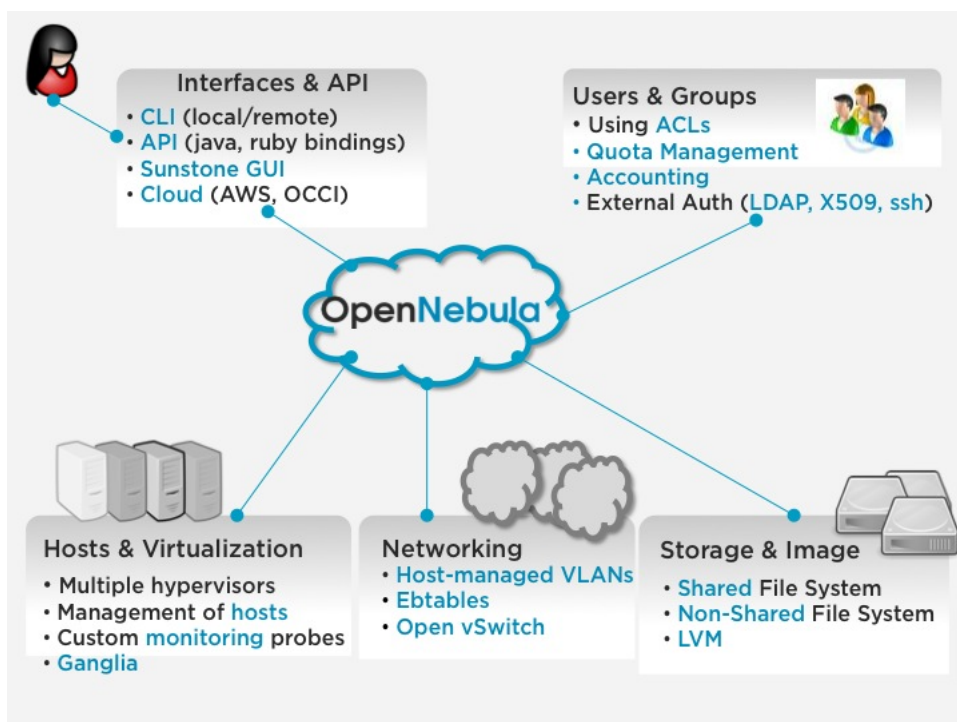 Interfaces & API
• CLI (local/remote)
• API (java, ruby bindings)
• Sunstone GUI
• Cloud (AWS, OCCI)
Users & Groups
• Using ACLs
• Quota Management
• Accounting
• External Auth (LDAP, X509, ssh)
OpenNebula
Hosts & Virtualization
• Multiple hypervisors
• Management of hosts
• Custom monitoring probes
• Ganglia
Networking
• Host-managed VLANs
• Ebtables
• Open vSwitch
Storage & Image
• Shared File System
• Non-Shared File System
• LVM